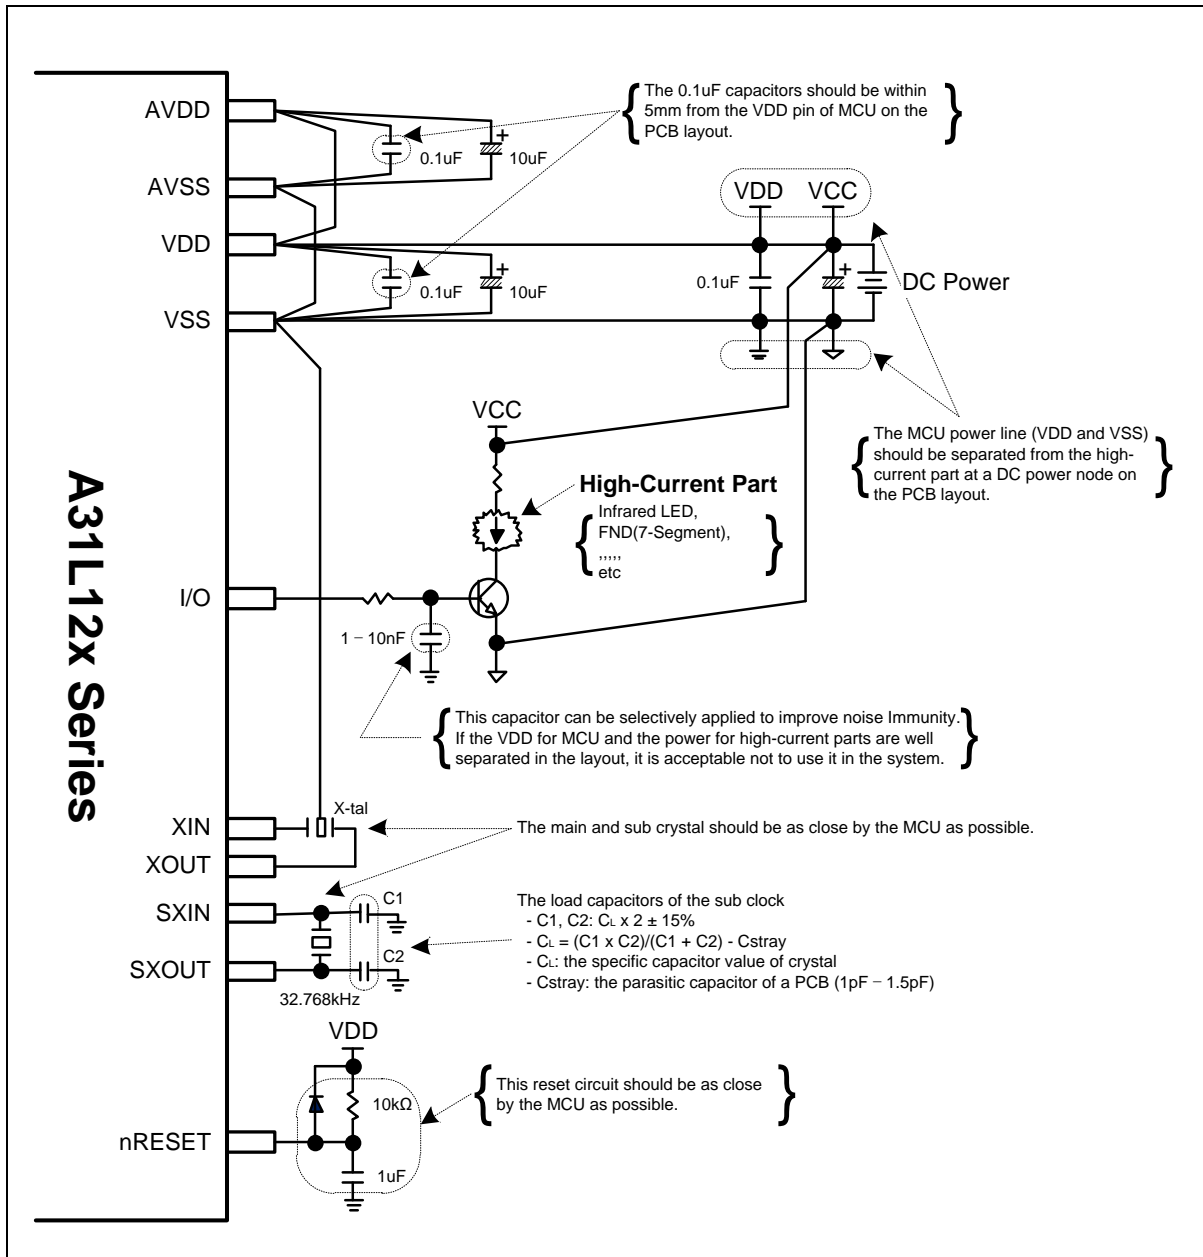 A31L12x Series
AVDD
AVSS
VDD
VSS
I/O
XIN
XOUT
SXIN
SXOUT
nRESET
0.1uF
+
10uF
0.1uF
+
10uF
The 0.1uF capacitors should be within
5mm from the VDD pin of MCU on the
PCB layout.
VDD
VCC
0.1uF
+
DC Power
The MCU power line (VDD and VSS)
should be separated from the high-
current part at a DC power node on
the PCB layout.
VCC
High-Current Part
Infrared LED,
FND(7-Segment),
,,,,,
etc
1 – 10nF
This capacitor can be selectively applied to improve noise Immunity.
If the VDD for MCU and the power for high-current parts are well
separated in the layout, it is acceptable not to use it in the system.
X-tal
The main and sub crystal should be as close by the MCU as possible.
C1
C2
32.768kHz
The load capacitors of the sub clock
- C1, C2: CL x 2 ± 15%
- CL = (C1 x C2)/(C1 + C2) - Cstray
- CL: the specific capacitor value of crystal
- Cstray: the parasitic capacitor of a PCB (1pF – 1.5pF)
VDD
10kΩ
1uF
This reset circuit should be as close
by the MCU as possible.